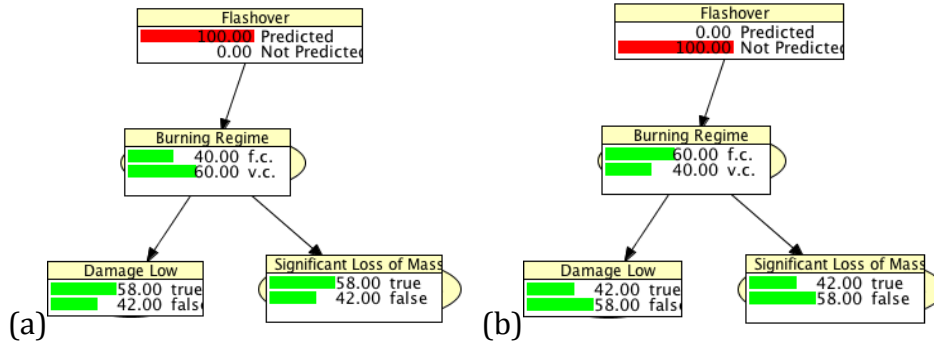 Flashover
100.00 Predicted
0.00 Not Predicted
Burning Regime
40.00 f.c.
60.00 v.c.
Damage Low
58.00 true
42.00 false
Significant Loss of Mass
58.00 true
42.00 false
(a)
Flashover
0.00 Predicted
100.00 Not Predicted
Burning Regime
60.00 f.c.
40.00 v.c.
Damage Low
42.00 true
58.00 false
Significant Loss of Mass
42.00 true
58.00 false
(b)